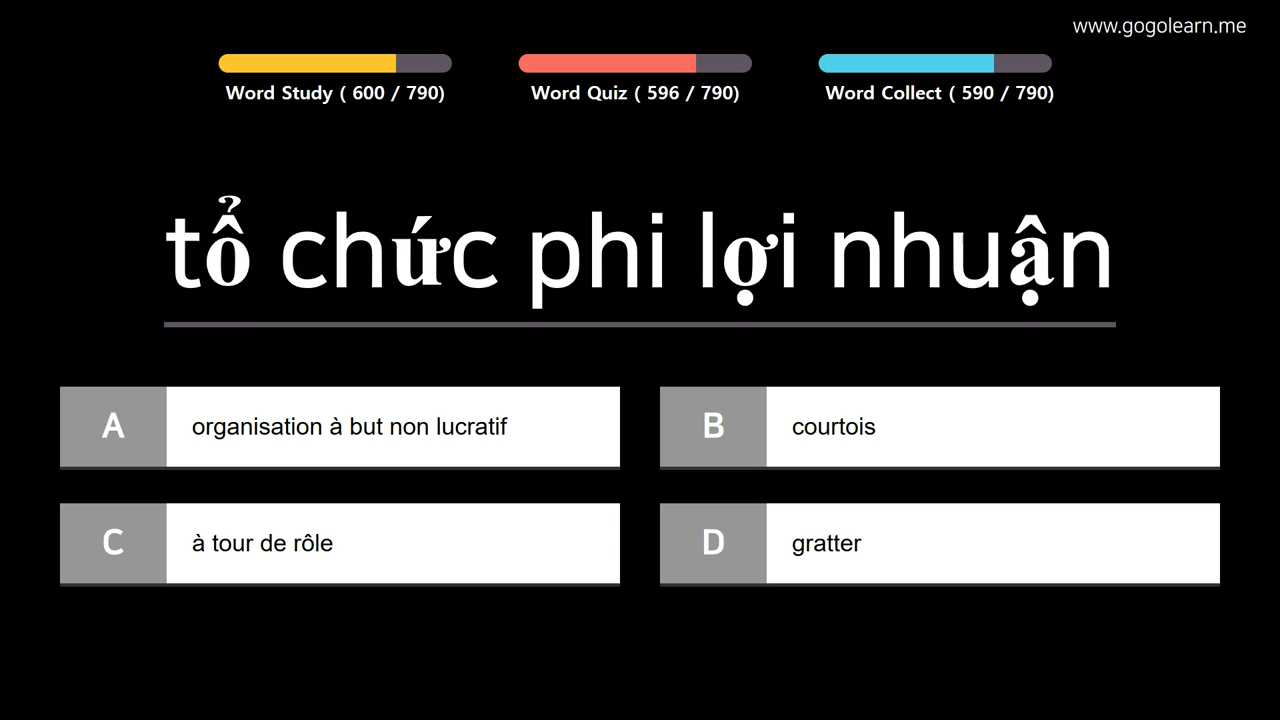 www.gogolearn.me
Word Study ( 600 / 790)
Word Quiz ( 596 / 790)
Word Collect ( 590 / 790)
tổ chức phi lợi nhuận
A organisation à but non lucratif
B courtois
C à tour de rôle
D gratter